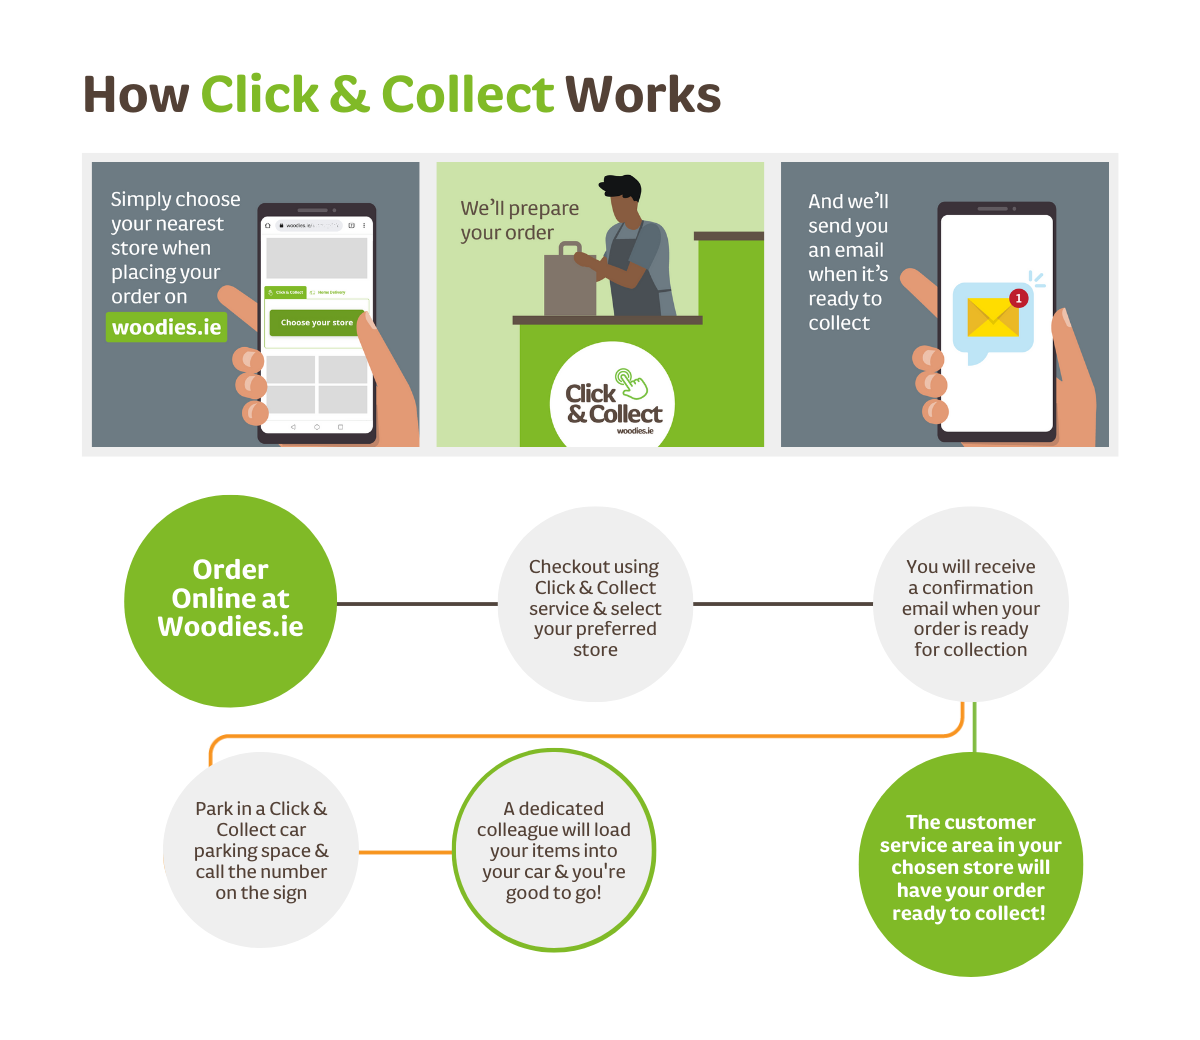 How Click & Collect Works
Simply choose
your nearest
store when
placing your
order on
woodies.ie
Click & Collect
Home Delivery
Choose your store
We'll prepare
your order
Click
& Collect
woodies.ie
And we'll
send you
an email
when it's
ready to
collect
1
Order
Online at
Woodies.ie
Checkout using
Click & Collect
service & select
your preferred
store
You will receive
a confirmation
email when your
order is ready
for collection
Park in a Click &
Collect car
parking space &
call the number
on the sign
A dedicated
colleague will load
your items into
your car & you're
good to go!
The customer
service area in your
chosen store will
have your order
ready to collect!